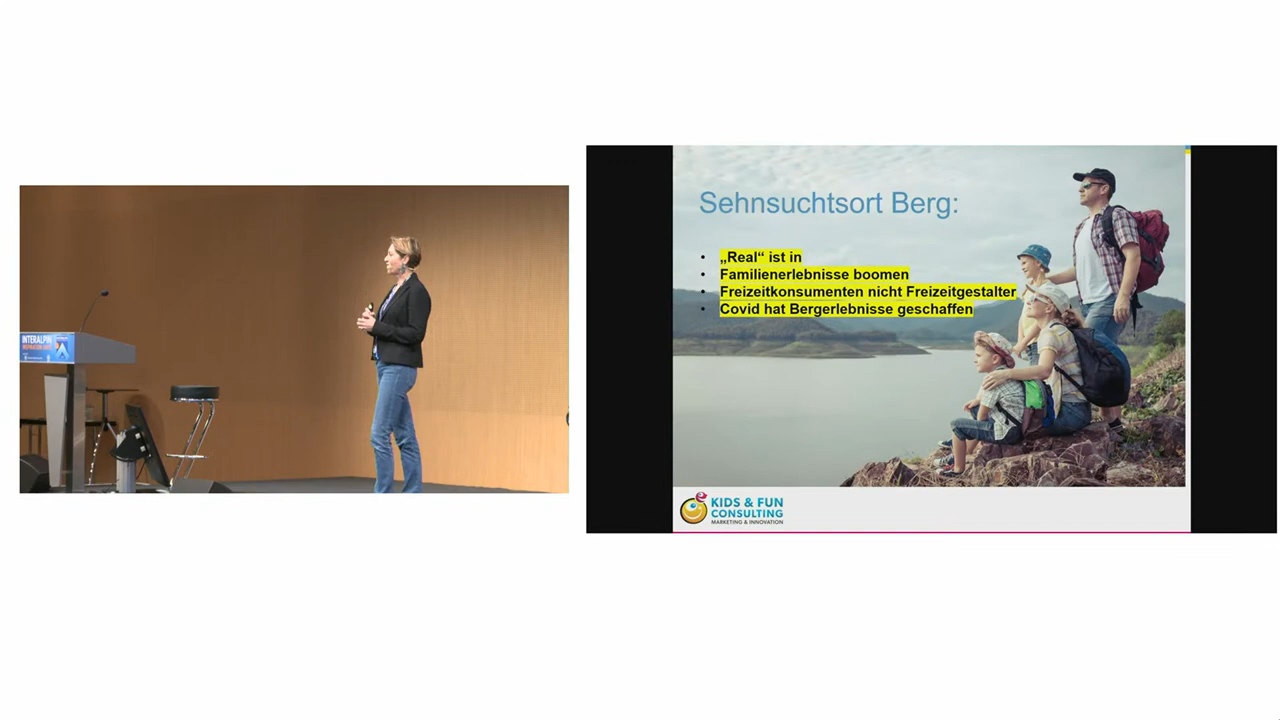 INTERALPIN
Sehnsuchtsort Berg:
• „Real“ ist in
• Familienerlebnisse boomen
• Freizeitkonsumenten nicht Freizeitgestalter
• Covid hat Bergerlebnisse geschaffen
KIDS & FUN
CONSULTING
MARKETING & INNOVATION